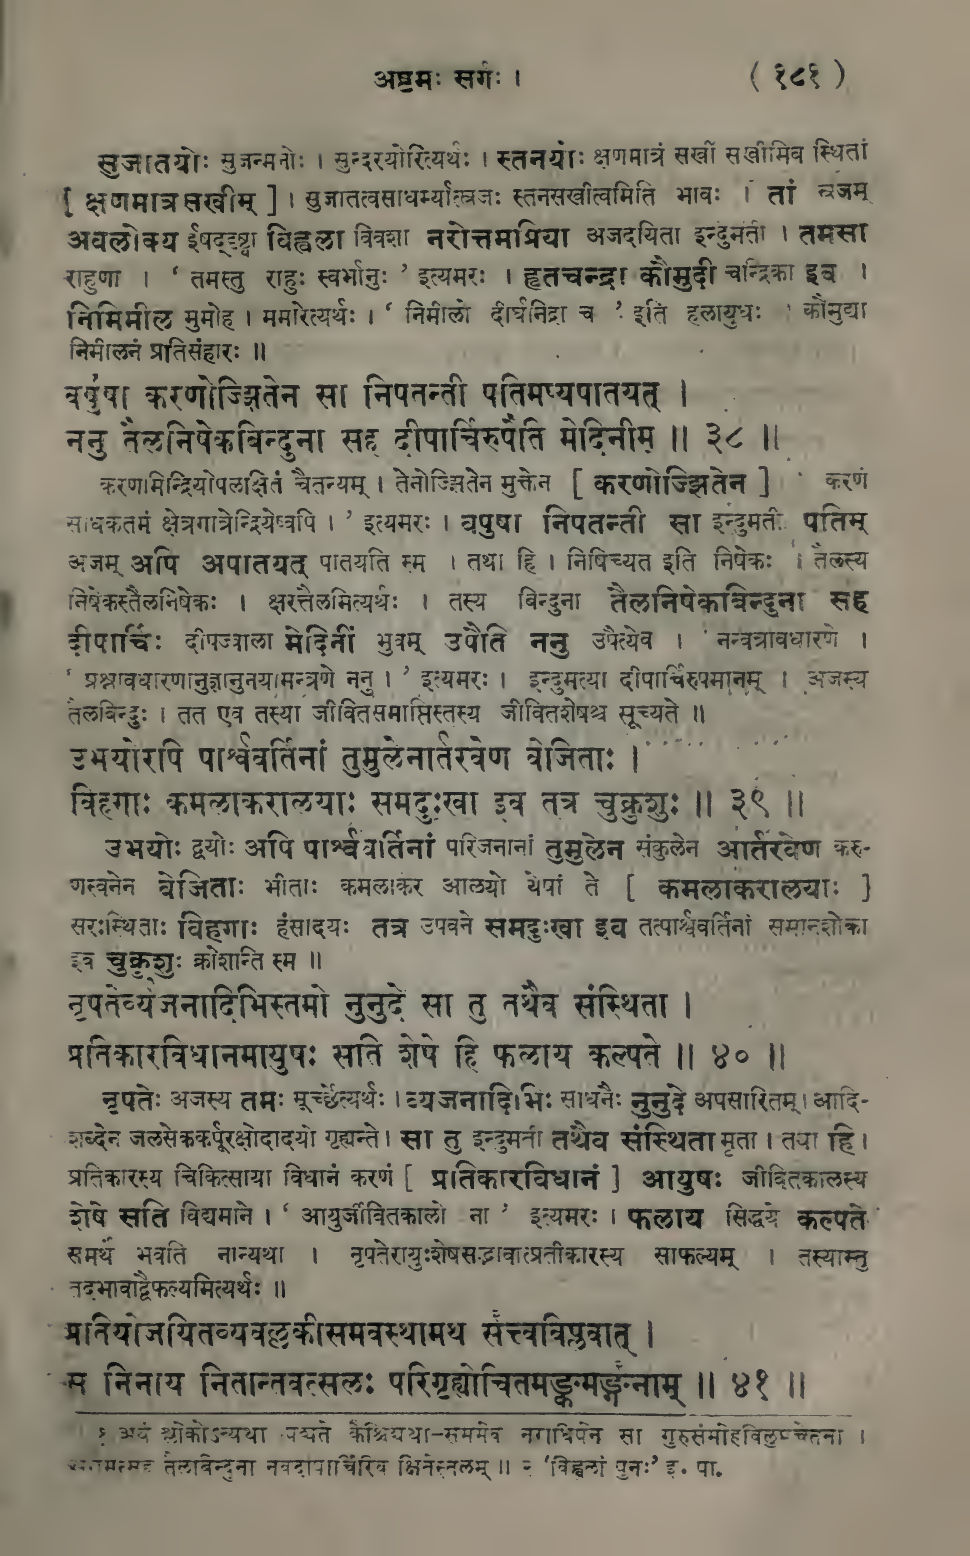 अष्टमः सर्गः । ( १८१ )
सुजातयोः सुजन्मनोः । सुन्दरयोरित्यर्थः । स्तनयोः क्षणमात्रं सखीं सखीमिव स्थितां
[ क्षणमात्रसखीम् ] । सुजातत्वसाधर्म्यात्स्रजः स्तनसखीत्वमिति भावः । तां स्रजम्
अवलोक्य ईषद्दृष्ट्वा विह्वला विवशा नरोत्तमप्रिया अजदयिता इन्दुमती । तमसा
राहुणा । ‘ तमस्तु राहुः स्वर्भानुः ’ इत्यमरः । हृतचन्द्रा कौमुदी चन्द्रिका इव ।
निमिमील मुमोह । ममारेत्यर्थः । ‘ निमीलो दीर्घनिद्रा च ’ इति हलायुधः । कौमुद्या
निमीलनं प्रतिसंहारः ॥
वपुषा करणोज्झितेन सा निपतन्ती पतिमप्यपातयत् ।
ननु तैलनिषेकबिन्दुना सह दीपार्चिरुपैति मेदिनीम् ॥ ३८ ॥
करणामिन्द्रियोपलक्षितं चैतन्यम् । तेनोज्झितेन मुक्तेन [ करणोज्झितेन ] ‘ करणं
साधकतमं क्षेत्रगात्रेन्द्रियेष्वपि । ’ इत्यमरः । वपुषा निपतन्ती सा इन्दुमती पतिम्
अजम् अपि अपातयत् पातयति स्म । तथा हि । निषिच्यत इति निषेकः । तैलस्य
निषेकस्तैलनिषेकः । क्षरत्तैलमित्यर्थः । तस्य बिन्दुना तैलनिषेकबिन्दुना सह
दीपार्चिः दीपज्वाला मेदिनीं भुवम् उपैति ननु उपैत्येव । नन्वत्रावधारणे ।
‘ प्रश्नावधारणानुज्ञानुनयामन्त्रणे ननु । ’ इत्यमरः । इन्दुमत्या दीपार्चिरुपमानम् । अजस्य
तैलबिन्दुः । तत एव तस्या जीवितसमाप्तिस्तस्य जीवितशेषश्च सूच्यते ॥
उभयोरपि पार्श्ववर्तिनां तुमुलेनार्तरवेण वेजिताः ।
विहगाः कमलाकरालयाः समदुःखा इव तत्र चुक्रुशुः ॥ ३९ ॥
उभयोः द्वयोः अपि पार्श्ववर्तिनां परिजनानां तुमुलेन संकुलेन आर्तरवेण करु-
णस्वनेन वेजिताः भीताः कमलाकर आलयो येषां ते [ कमलाकरालयाः ]
सरःस्थिताः विहगाः हंसादयः तत्र उपवने समदुःखा इव तत्पार्श्ववर्तिनां समानशोका
इव चुक्रुशुः क्रोशान्ति स्म ॥
नृपतेर्व्यजनादिभिस्तमो नुनुदे सा तु तथैव संस्थिता ।
प्रतिकारविधानमायुषः सति शेषे हि फलाय कल्पते ॥ ४० ॥
नृपतेः अजस्य तमः मूर्च्छेत्यर्थः । व्यजनादिभिः साधनैः नुनुदे अपसारितम् । आदि-
शब्देन जलसेककर्पूरक्षोदादयो गृह्यन्ते । सा तु इन्दुमती तथैव संस्थिता मृता । तथा हि ।
प्रतिकारस्य चिकित्साया विधानं करणं [ प्रतिकारविधानं ] आयुषः जीवितकालस्य
शेषे सति विद्यमाने । ‘ आयुर्जीवितकालो ना ’ इत्यमरः । फलाय सिद्धये कल्पते
समर्थं भवति नान्यथा । नृपतेरायुःशेषसद्भावात्प्रतीकारस्य साफल्यम् । तस्यास्तु
तदभावाद्वैफल्यमित्यर्थः ॥
प्रतियोजयितव्यवल्लकीसमवस्थामथ सत्त्वविप्लवात् ।
स निनाय नितान्तवत्सलः परिगृह्योचितमङ्कमङ्गनाम् ॥ ४१ ॥
१ अयं श्लोकोऽन्यथा पठ्यते कैश्चिद्यथा-सममेव नराधिपेन सा गुरुसंमोहविलुप्तचेतना ।
तैलबिन्दुना नवदीपार्चिरिव क्षितेस्तलम् ॥ २ ‘विह्वलां पुनः’ इ. पा.